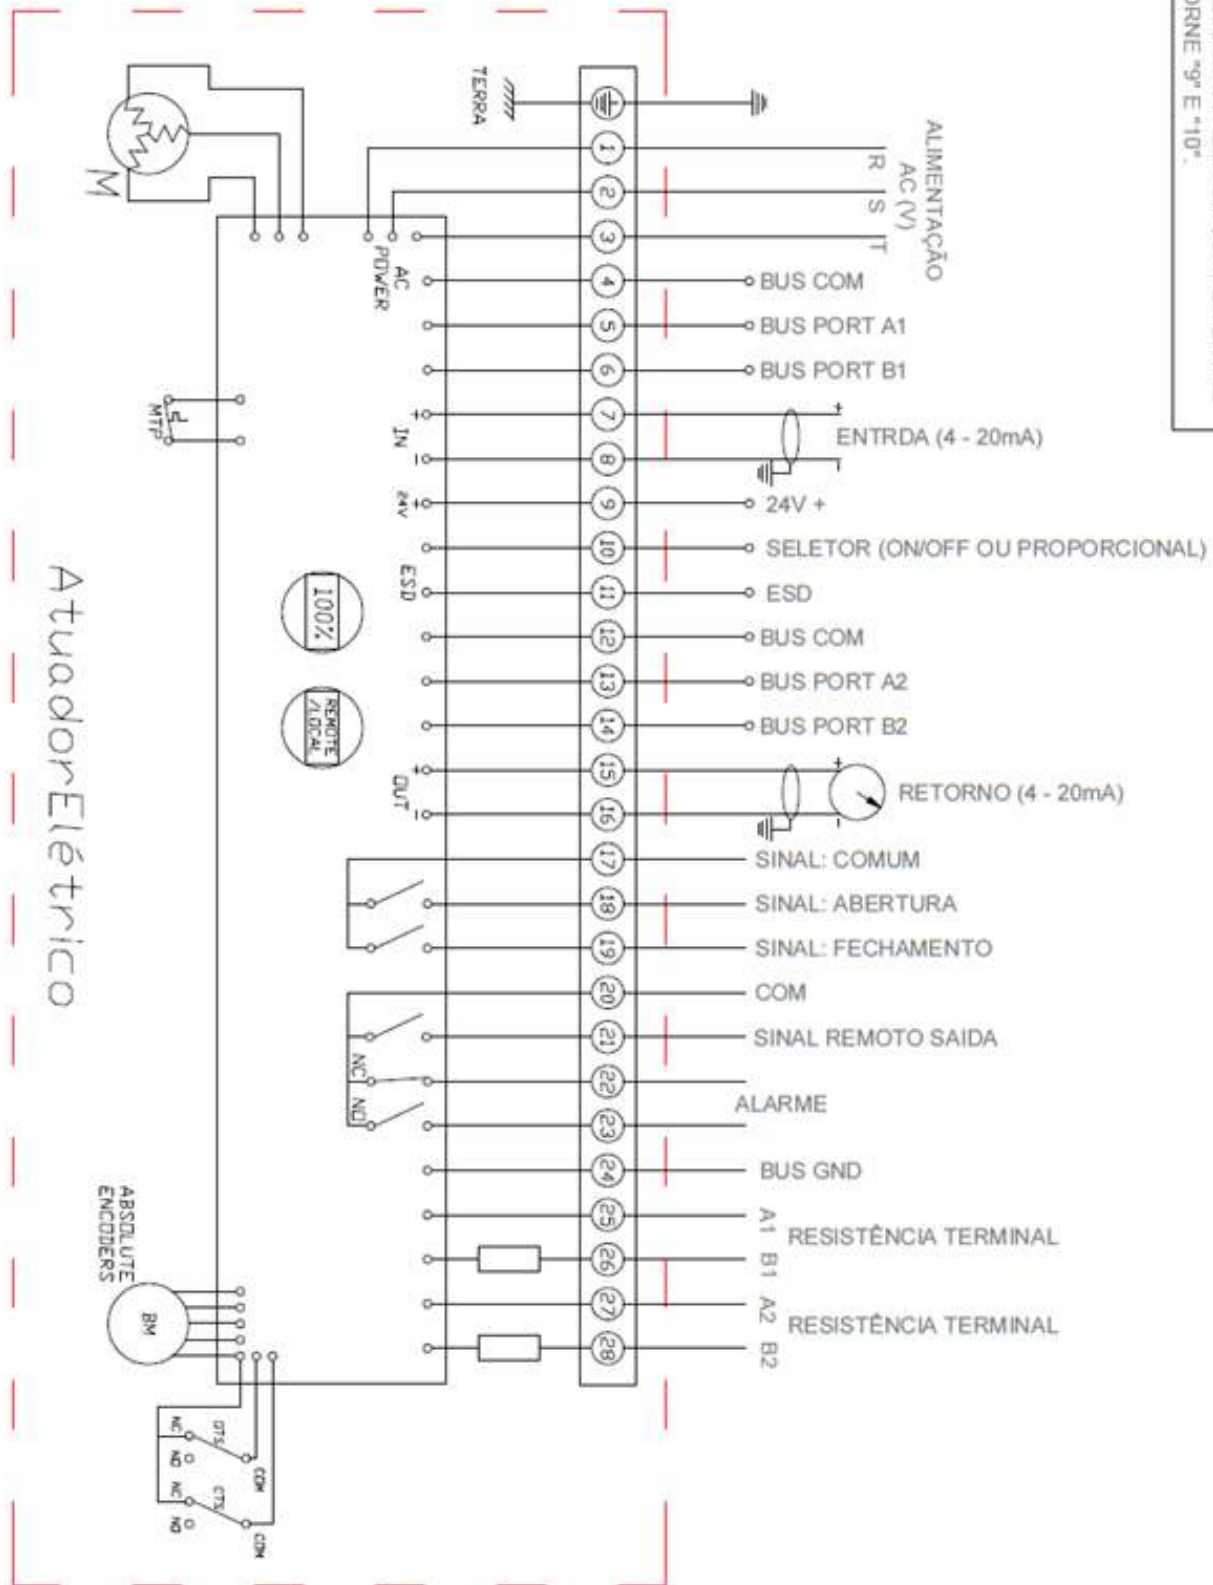 ORNE "9" E "10".
TERRA
ALIMENTAÇÃO
AC (V)
R
S
T
1
2
3
4
5
6
7
8
9
10
11
12
13
14
15
16
17
18
19
20
21
22
23
24
25
26
27
28
M
AC
POWER
BUS COM
BUS PORT A1
BUS PORT B1
MTP
+
IN
-
+
ENTRDA (4 - 20mA)
-
24V +
24V +
SELETOR (ON/OFF OU PROPORCIONAL)
ESD
ESD
100%
BUS COM
REMOTE
/LOCAL
BUS PORT A2
BUS PORT B2
+
OUT
-
+
RETORNO (4 - 20mA)
-
SINAL: COMUM
SINAL: ABERTURA
SINAL: FECHAMENTO
COM
SINAL REMOTO SAIDA
NC
NO
ALARME
BUS GND
A1
RESISTÊNCIA TERMINAL
B1
A2
RESISTÊNCIA TERMINAL
B2
Atuador Elétrico
ABSOLUTE
ENCODERS
BM
NC
OTS
NO
COM
NC
CTS
NO
COM